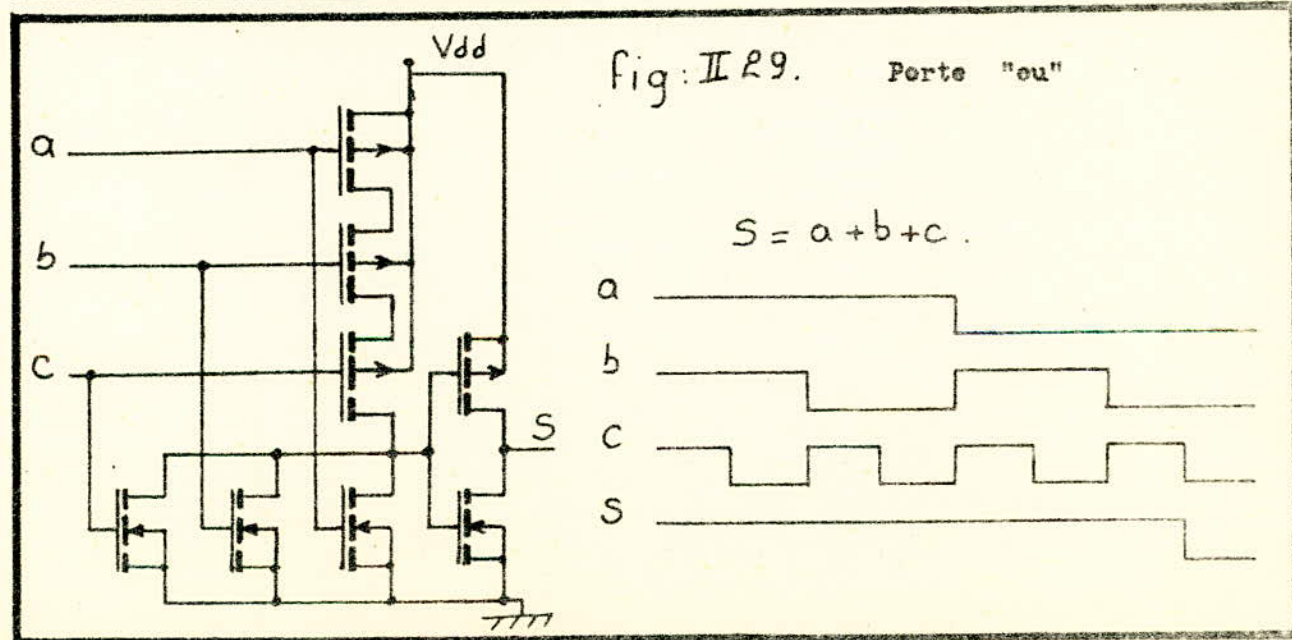 Vdd
fig: II 29. Porte "ou"
a
b
c
S
S = a + b + c .
a
b
c
S